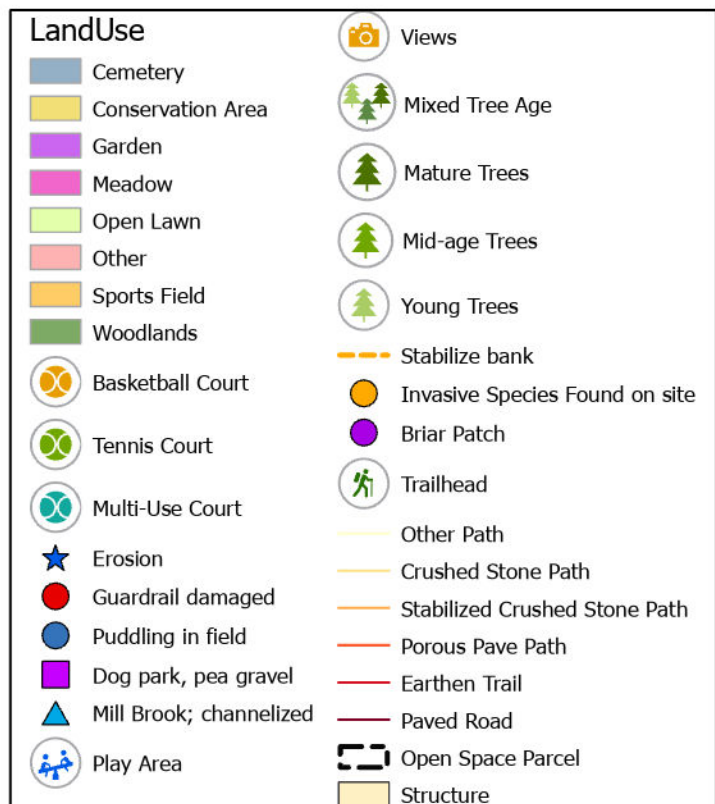 LandUse
Cemetery
Conservation Area
Garden
Meadow
Open Lawn
Other
Sports Field
Woodlands
Basketball Court
Tennis Court
Multi-Use Court
Erosion
Guardrail damaged
Puddling in field
Dog park, pea gravel
Mill Brook; channelized
Play Area
Views
Mixed Tree Age
Mature Trees
Mid-age Trees
Young Trees
Stabilize bank
Invasive Species Found on site
Briar Patch
Trailhead
Other Path
Crushed Stone Path
Stabilized Crushed Stone Path
Porous Pave Path
Earthen Trail
Paved Road
Open Space Parcel
Structure